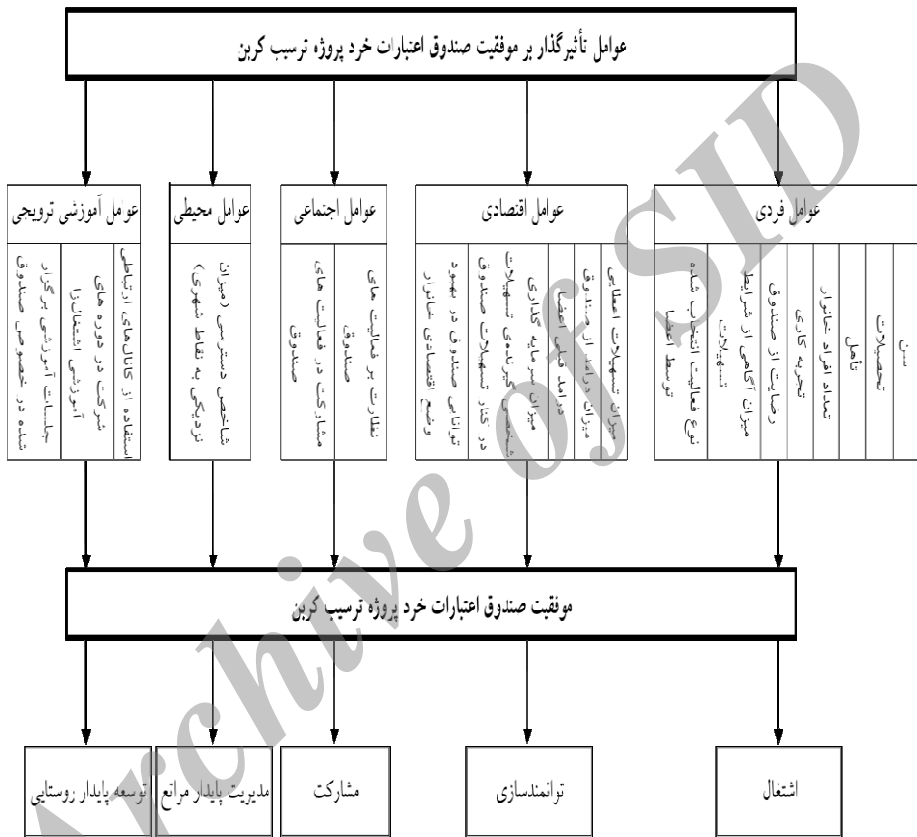 عوامل تأثیرگذار بر موفقیت صندوق اعتبارات خرد پروژه ترسیب کربن
عوامل فردی
سن
تحصیلات
تأهل
تعداد افراد خانوار
تجربه کاری
رضایت از صندوق
میزان آگاهی از شرایط
تسهیلات
نوع فعالیت انتخاب شده
توسط اعضا
عوامل اقتصادی
میزان تسهیلات اعطایی
میزان درآمد از صندوق
درآمد قبلی اعضا
میزان سرمایه گذاری
شخصی گیرنده‌ی تسهیلات
در کنار تسهیلات صندوق
توانایی صندوق در بهبود
وضع اقتصادی خانوار
عوامل اجتماعی
نظارت بر فعالیت های
صندوق
مشارکت در فعالیت های
صندوق
عوامل محیطی
شاخص دسترسی (میزان
نزدیکی به نقاط شهری)
عوامل آموزشی ترویجی
استفاده از کانال‌های ارتباطی
شرکت در دوره های
آموزشی اشتغال‌زا
جلسات آموزشی برگزار
شده در خصوص صندوق
موفقیت صندوق اعتبارات خرد پروژه ترسیب کربن
اشتغال
توانمندسازی
مشارکت
مدیریت پایدار مراتع
توسعه پایدار روستایی
Archive of SID